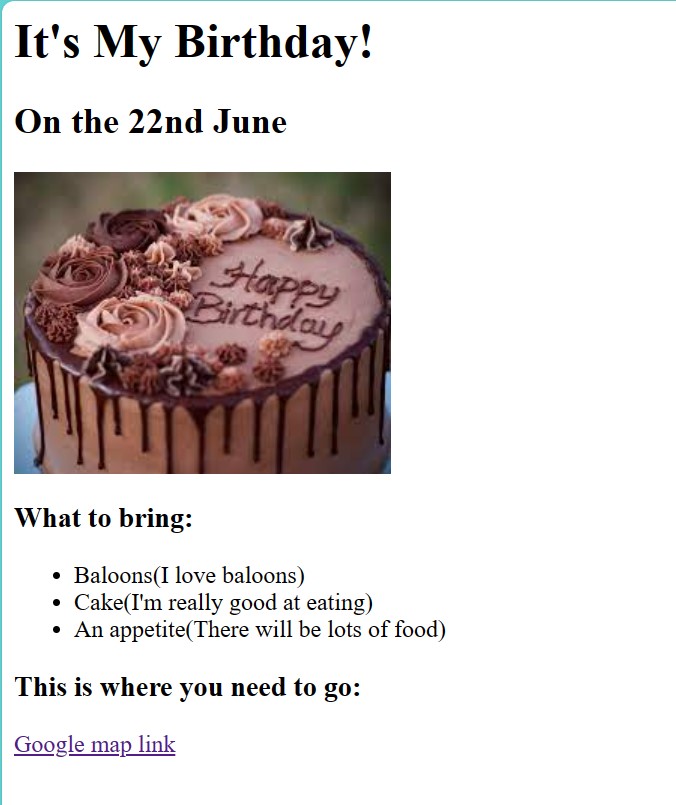 It's My Birthday!
On the 22nd June
Happy
Birthday
What to bring:
Baloons(I love baloons)
Cake(I'm really good at eating)
An appetite(There will be lots of food)
This is where you need to go:
Google map link